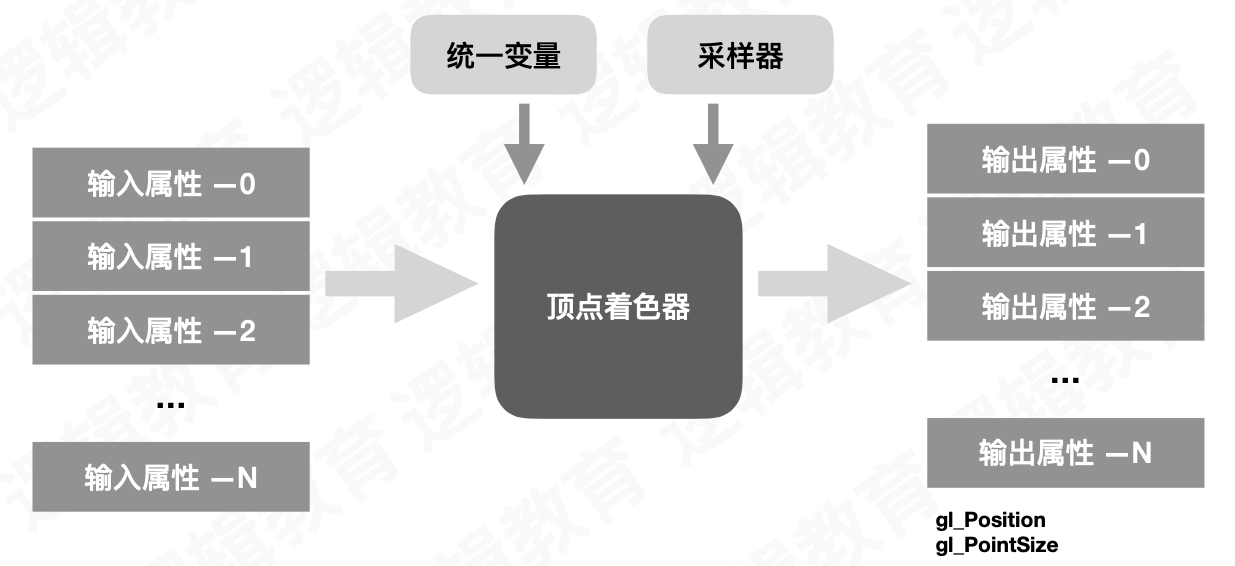 统一变量
采样器
输入属性 —0
输入属性 —1
输入属性 —2
...
输入属性 —N
顶点着色器
输出属性 —0
输出属性 —1
输出属性 —2
...
输出属性 —N
gl_Position
gl_PointSize
逻辑教育